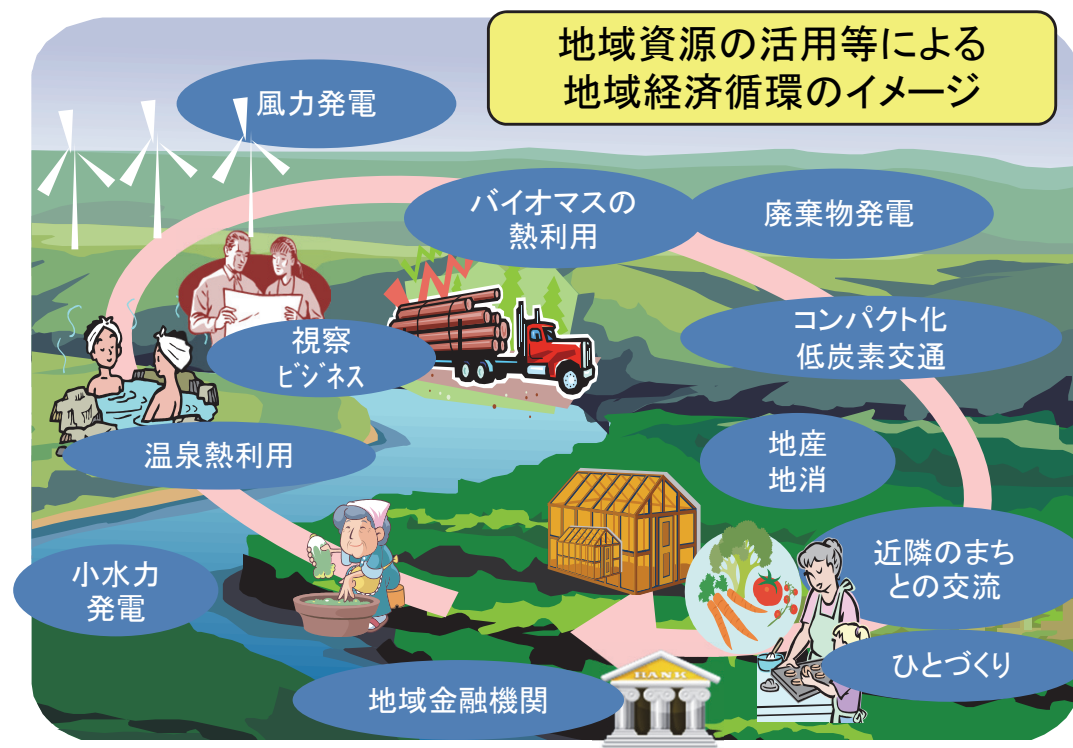 地域資源の活用等による
地域経済循環のイメージ
風力発電
バイオマスの
熱利用
廃棄物発電
視察
ビジネス
コンパクト化
低炭素交通
温泉熱利用
地産
地消
小水力
発電
近隣のまち
との交流
ひとづくり
地域金融機関
BANK